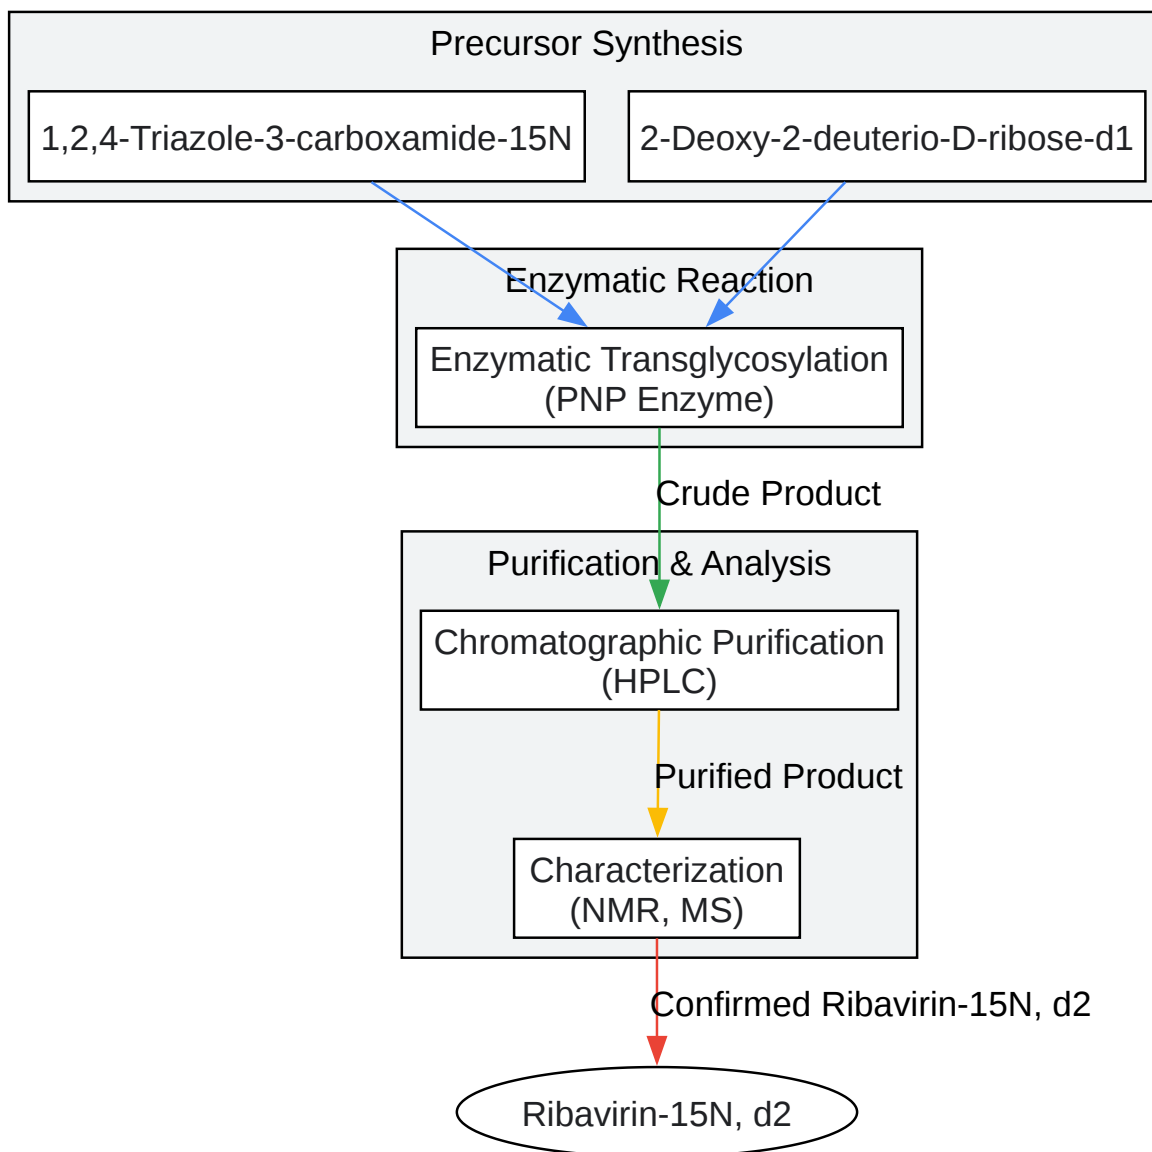 Precursor Synthesis
1,2,4-Triazole-3-carboxamide-15N
2-Deoxy-2-deuterio-D-ribose-d1
Enzymatic Reaction
Enzymatic Transglycosylation
(PNP Enzyme)
Crude Product
Purification & Analysis
Chromatographic Purification
(HPLC)
Purified Product
Characterization
(NMR, MS)
Confirmed Ribavirin-15N, d2
Ribavirin-15N, d2